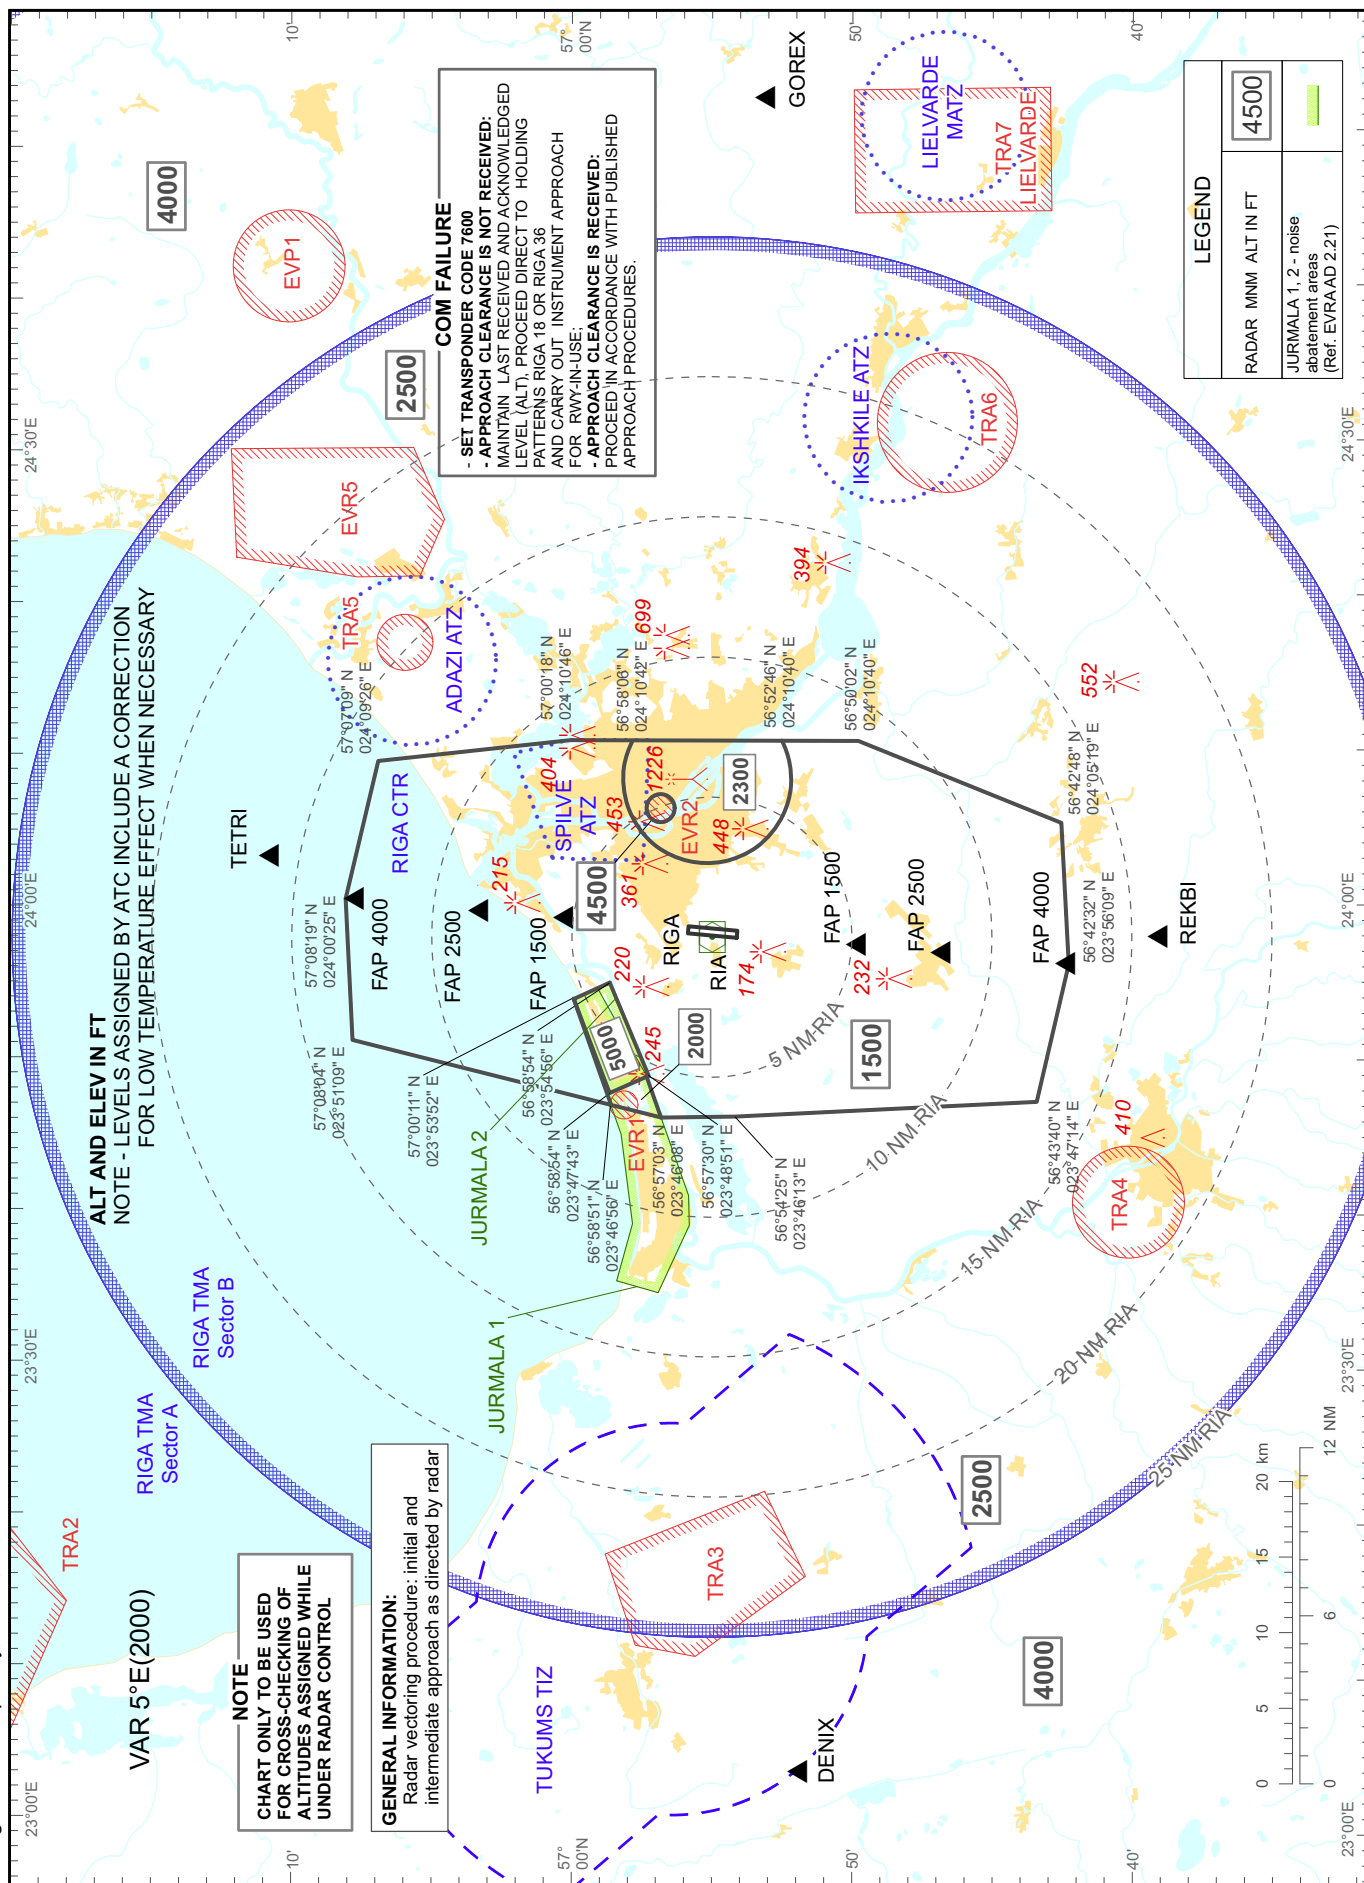 ALT AND ELEV IN FT
NOTE - LEVELS ASSIGNED BY ATC INCLUDE A CORRECTION
FOR LOW TEMPERATURE EFFECT WHEN NECESSARY
VAR 5°E(2000)
NOTE
CHART ONLY TO BE USED
FOR CROSS-CHECKING OF
ALTITUDES ASSIGNED WHILE
UNDER RADAR CONTROL
GENERAL INFORMATION:
Radar vectoring procedure: initial and
intermediate approach as directed by radar
COM FAILURE
- SET TRANSPONDER CODE 7600
- APPROACH CLEARANCE IS NOT RECEIVED:
MAINTAIN LAST RECEIVED AND ACKNOWLEDGED
LEVEL (ALT), PROCEED DIRECT TO HOLDING
PATTERNS RIGA 18 OR RIGA 36
AND CARRY OUT INSTRUMENT APPROACH
FOR RWY-IN-USE;
- APPROACH CLEARANCE IS RECEIVED:
PROCEED IN ACCORDANCE WITH PUBLISHED
APPROACH PROCEDURES.
LEGEND
RADAR MNM ALT IN FT
4500
JURMALA 1, 2 - noise
abatement areas
(Ref. EVRA AD 2.21)
23°00'E
23°30'E
24°00'E
24°30'E
10'
57°
00'N
50'
40'
10'
57°
00'N
50'
40'
23°00'E
23°30'E
24°00'E
24°30'E
TRA2
RIGA TMA
Sector A
RIGA TMA
Sector B
TETRI
4000
EVP1
2500
EVR5
TRA5
ADAZI ATZ
RIGA CTR
57°08'04" N
023°51'09" E
57°08'19" N
024°00'25" E
57°07'09" N
024°09'26" E
57°00'18" N
024°10'46" E
56°58'06" N
024°10'42" E
56°52'46" N
024°10'40" E
56°50'02" N
024°10'40" E
56°42'48" N
024°05'19" E
56°42'32" N
023°56'09" E
56°43'40" N
023°47'14" E
56°54'25" N
023°46'13" E
56°57'30" N
023°48'51" E
56°57'03" N
023°46'08" E
56°58'51" N
023°46'56" E
56°58'54" N
023°47'43" E
57°00'11" N
023°53'52" E
56°58'54" N
023°54'56" E
FAP 4000
FAP 2500
FAP 1500
FAP 1500
FAP 2500
FAP 4000
JURMALA 1
JURMALA 2
SPILVE
ATZ
404
453
1226
699
394
215
361
448
220
245
174
232
552
410
4500
EVR2
2300
5000
2000
EVR1
RIGA
RIA
1500
5 NM RIA
10 NM RIA
15 NM RIA
20 NM RIA
25 NM RIA
GOREX
LIELVARDE
MATZ
TRA7
LIELVARDE
IKSHKILE ATZ
TRA6
REKBI
TRA4
TRA3
TUKUMS TIZ
DENIX
2500
4000
0
5
10
15
20 km
0
6
12 NM